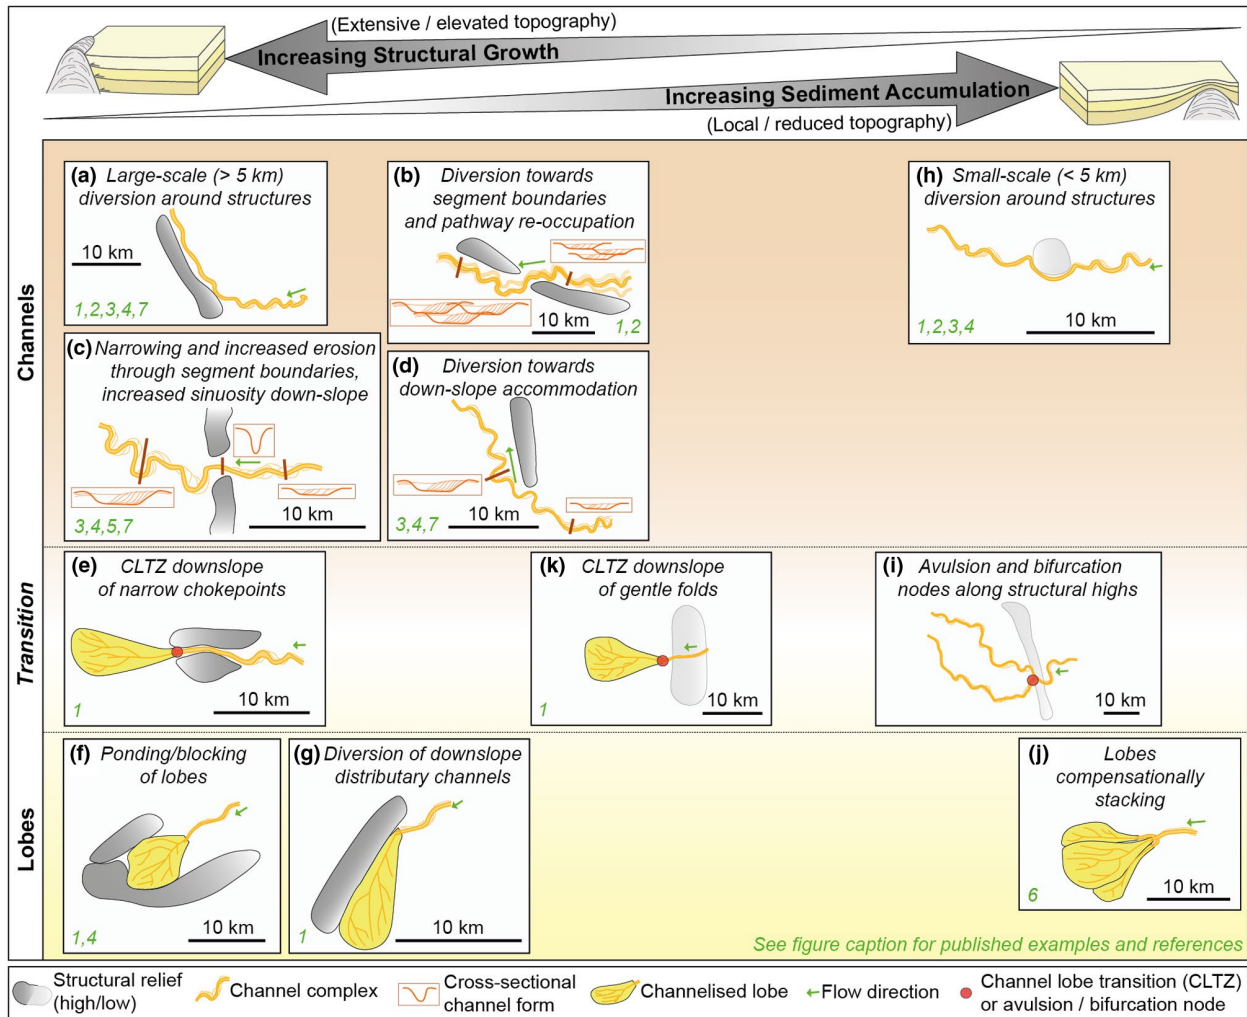 (Extensive / elevated topography)
Increasing Structural Growth
Increasing Sediment Accumulation
(Local / reduced topography)
Channels
(a) Large-scale (> 5 km)
diversion around structures
10 km
1,2,3,4,7
(b) Diversion towards
segment boundaries
and pathway re-occupation
10 km
1,2
(h) Small-scale (< 5 km)
diversion around structures
1,2,3,4
10 km
(c) Narrowing and increased erosion
through segment boundaries,
increased sinuosity down-slope
10 km
3,4,5,7
(d) Diversion towards
down-slope accommodation
3,4,7
10 km
Transition
(e) CLTZ downslope
of narrow chokepoints
1
10 km
(k) CLTZ downslope
of gentle folds
1
10 km
(i) Avulsion and bifurcation
nodes along structural highs
10 km
Lobes
(f) Ponding/blocking
of lobes
1,4
10 km
(g) Diversion of downslope
distributary channels
1
10 km
(j) Lobes
compensationally
stacking
6
10 km
See figure caption for published examples and references
Structural relief
(high/low)
Channel complex
Cross-sectional
channel form
Channelised lobe
Flow direction
Channel lobe transition (CLTZ)
or avulsion / bifurcation node